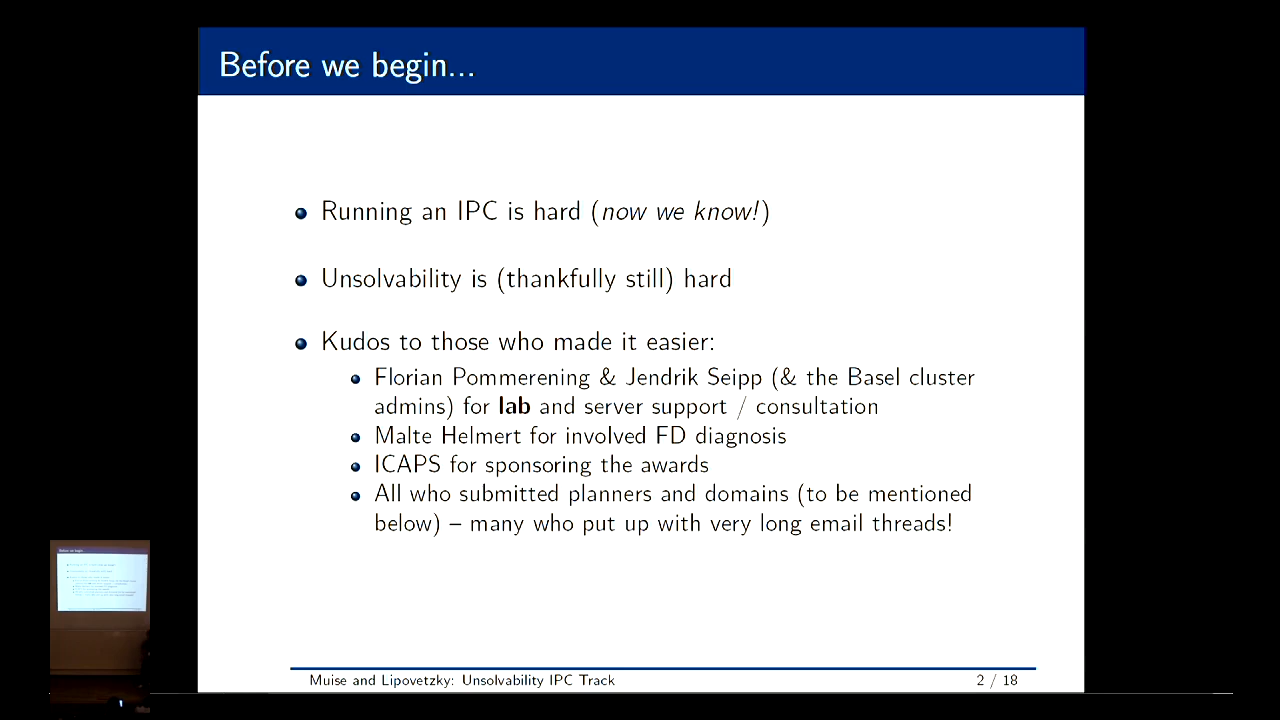 Before we begin...
Running an IPC is hard (now we know!)
Unsolvability is (thankfully still) hard
Kudos to those who made it easier:
Florian Pommerening & Jendrik Seipp (& the Basel cluster
admins) for lab and server support / consultation
Malte Helmert for involved FD diagnosis
ICAPS for sponsoring the awards
All who submitted planners and domains (to be mentioned
below) – many who put up with very long email threads!
Muise and Lipovetzky: Unsolvability IPC Track
2 / 18